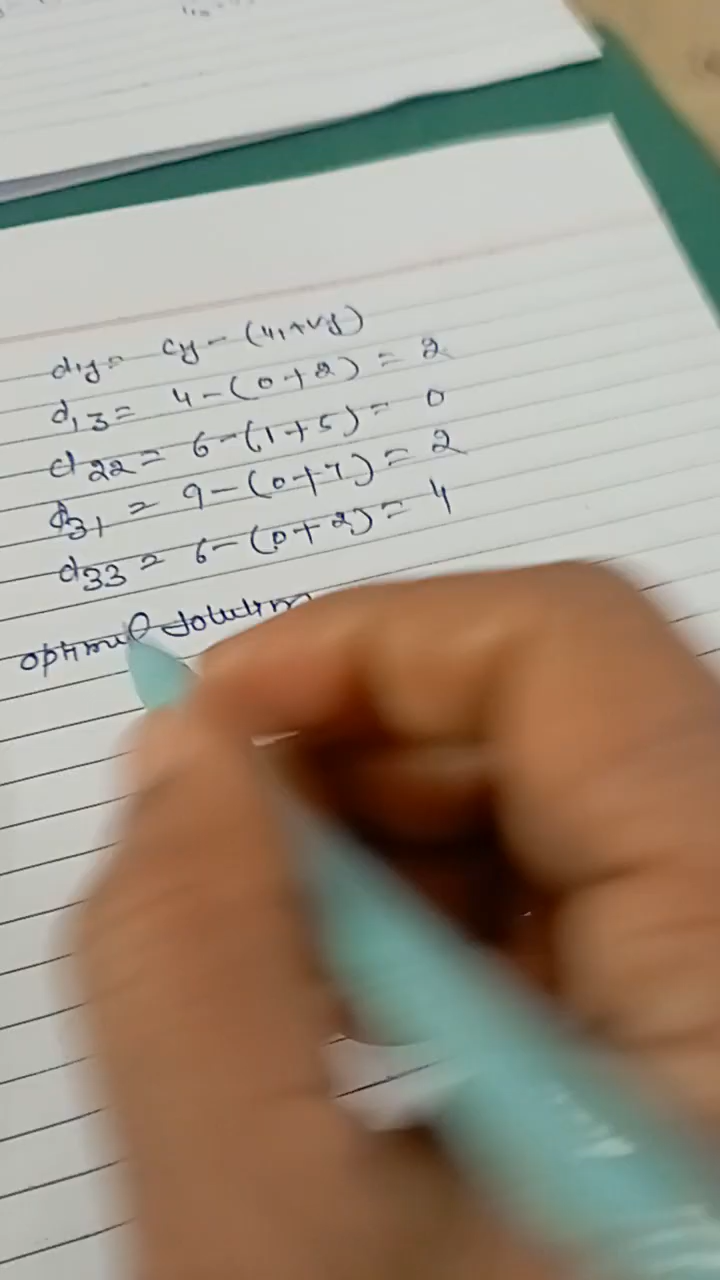 dij = Cij - (ui+vj)
d13 = 4-(0+2) = 2
d22 = 6-(1+5) = 0
d31 = 9-(0+7) = 2
d33 = 6-(0+2) = 4
optimal solution